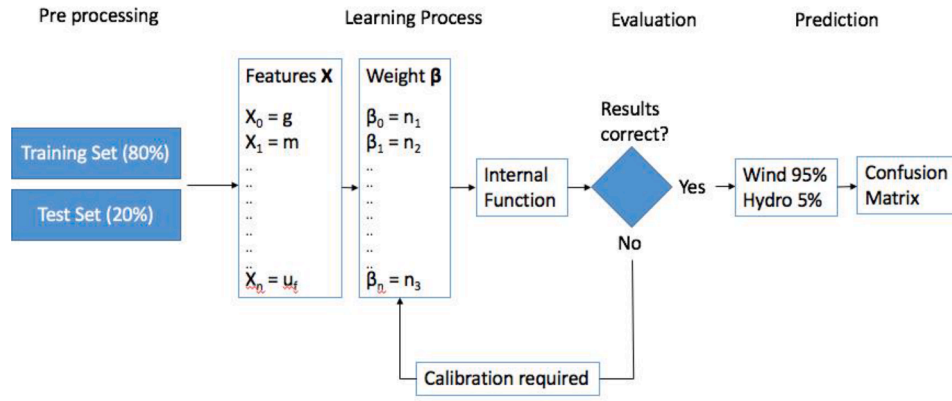 Pre processing
Learning Process
Evaluation
Prediction
Training Set (80%)
Test Set (20%)
Features X
X₀ = g
X₁ = m
..
..
..
..
..
..
..
Xₙ = u_f
Weight β
β₀ = n₁
β₁ = n₂
..
..
..
..
..
..
..
βₙ = n₃
Internal
Function
Results
correct?
Yes
No
Wind 95%
Hydro 5%
Confusion
Matrix
Calibration required